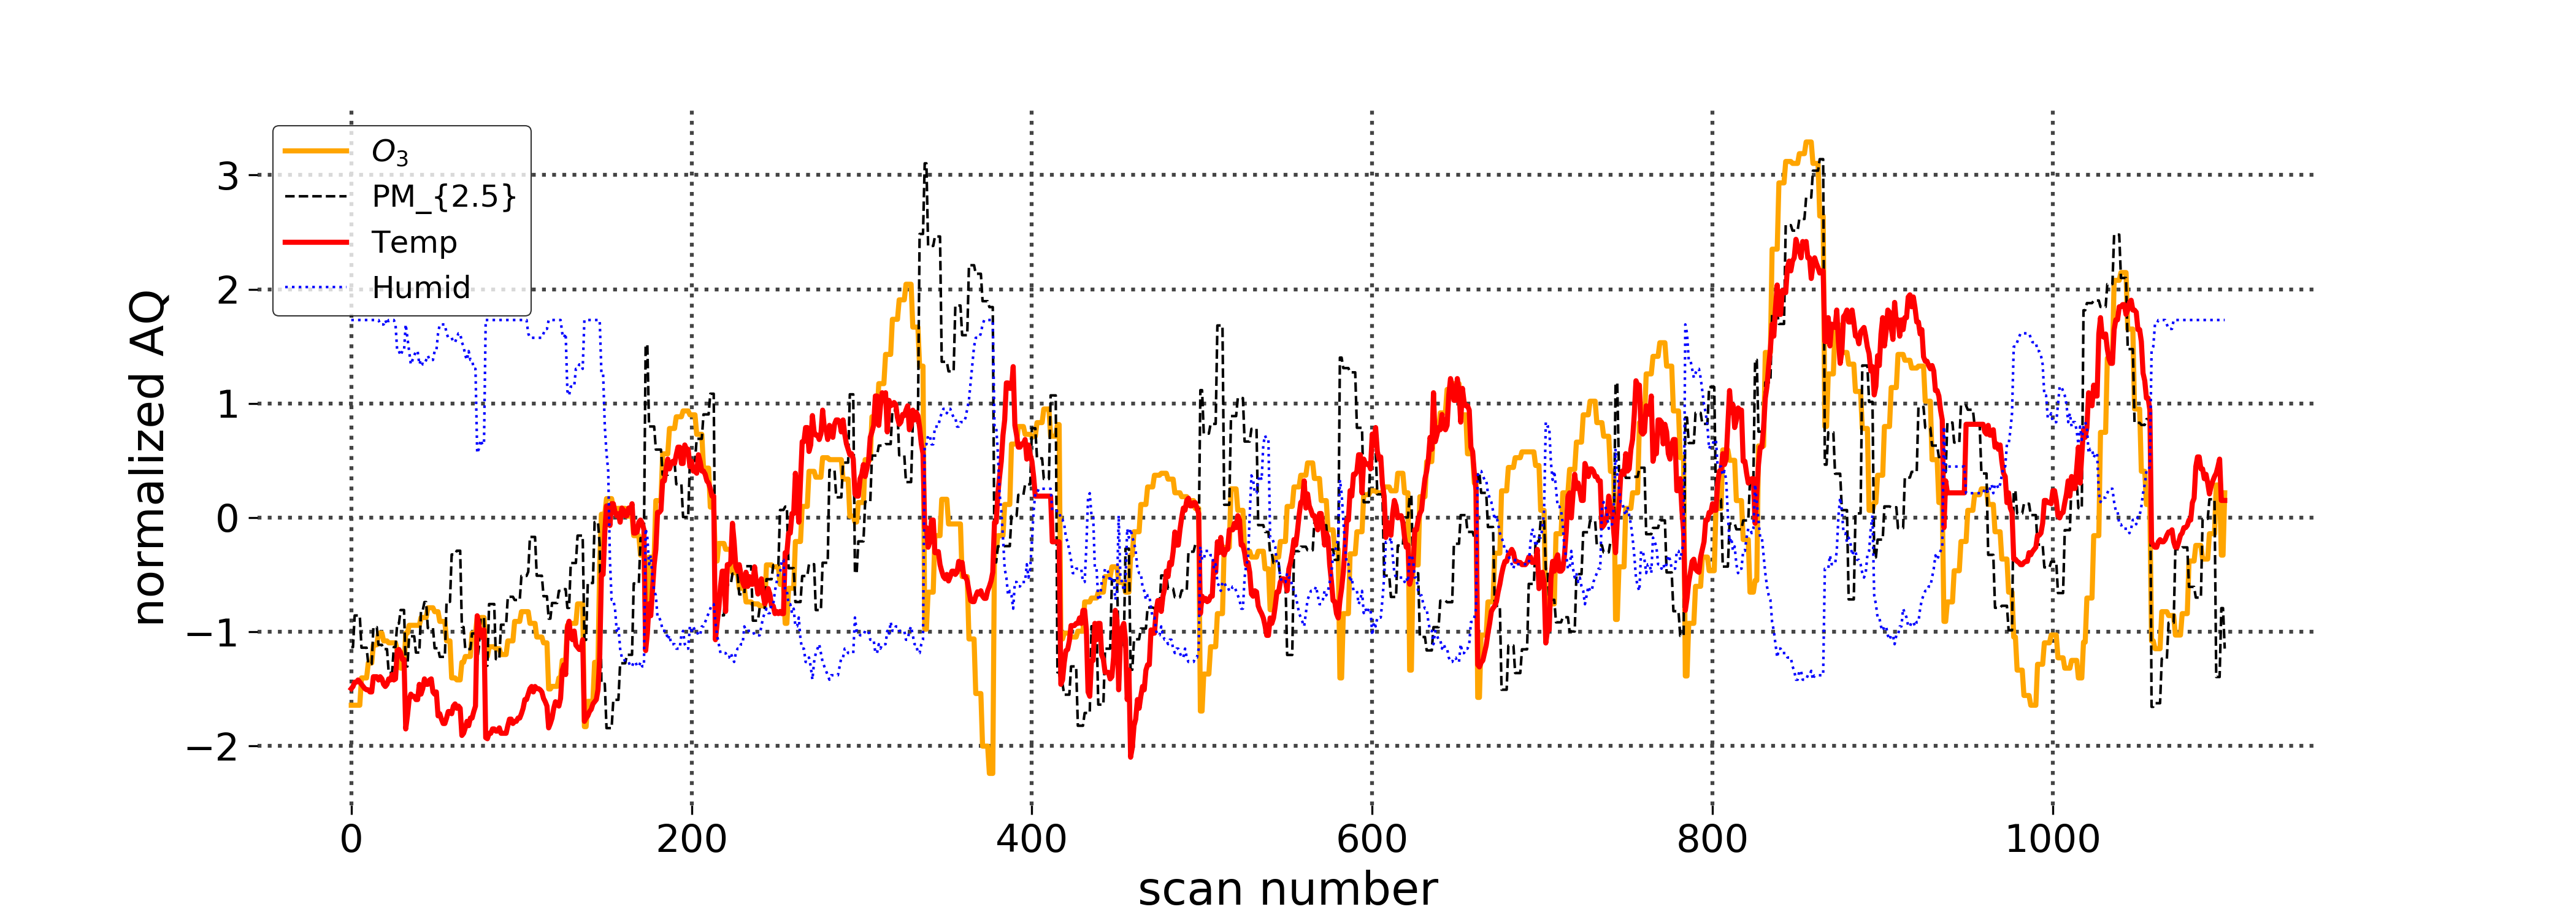 O3
PM_{2.5}
Temp
Humid
3
2
1
0
−1
−2
normalized AQ
0 200 400 600 800 1000
scan number